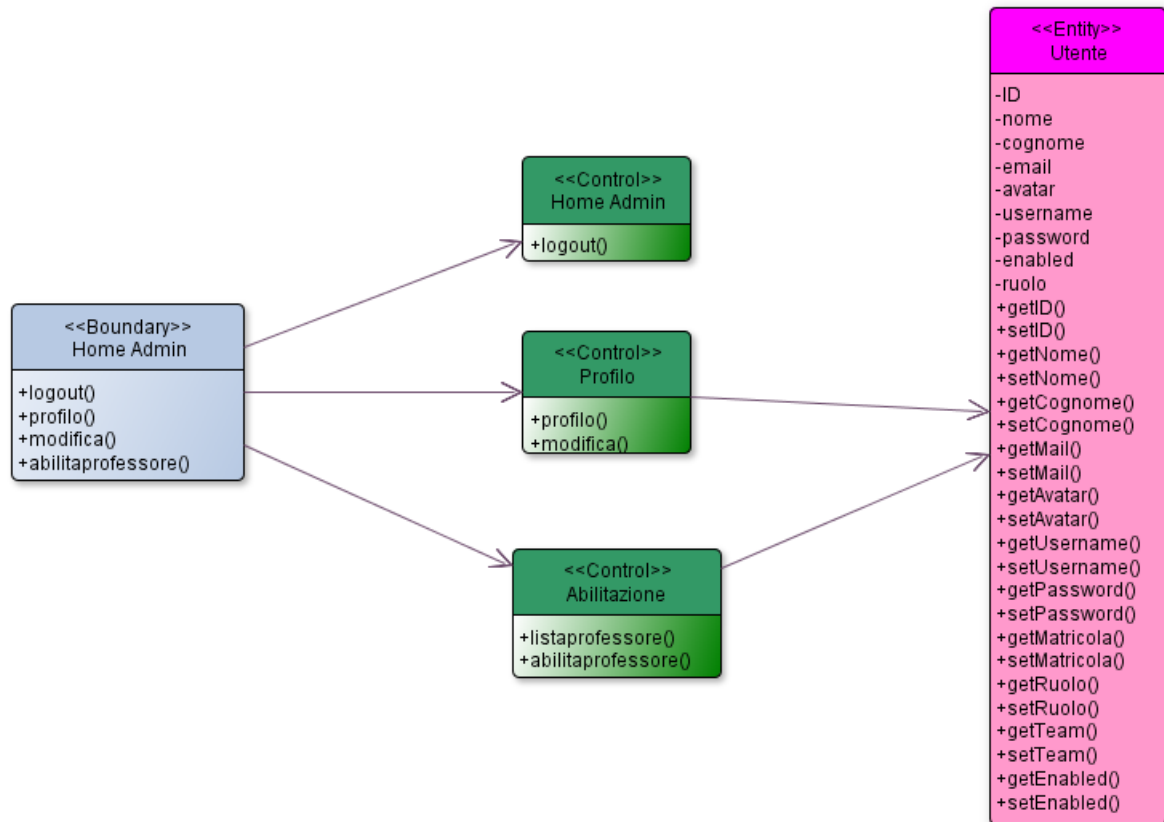 <<Boundary>>
Home Admin
+logout()
+profilo()
+modifica()
+abilitaprofessore()
<<Control>>
Home Admin
+logout()
<<Control>>
Profilo
+profilo()
+modifica()
<<Control>>
Abilitazione
+listaprofessore()
+abilitaprofessore()
<<Entity>>
Utente
-ID
-nome
-cognome
-email
-avatar
-username
-password
-enabled
-ruolo
+getID()
+setID()
+getNome()
+setNome()
+getCognome()
+setCognome()
+getMail()
+setMail()
+getAvatar()
+setAvatar()
+getUsername()
+setUsername()
+getPassword()
+setPassword()
+getMatricola()
+setMatricola()
+getRuolo()
+setRuolo()
+getTeam()
+setTeam()
+getEnabled()
+setEnabled()